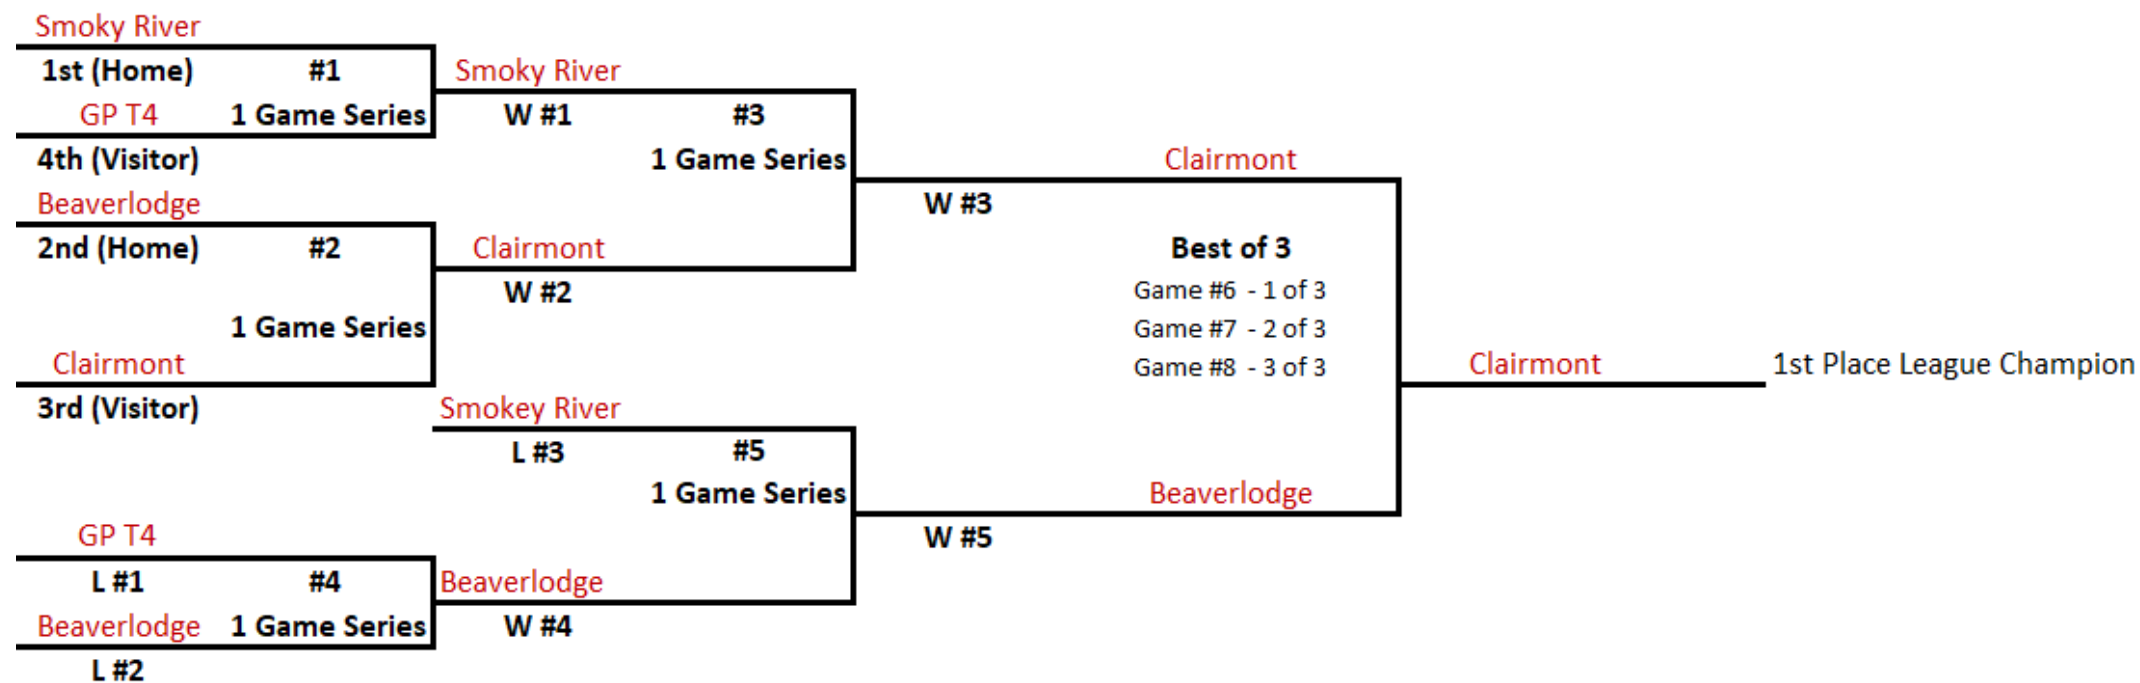 Smoky River
1st (Home) #1 Smoky River
GP T4 1 Game Series W #1 #3
4th (Visitor) 1 Game Series Clairmont
Beaverlodge W #3
2nd (Home) #2 Clairmont Best of 3
W #2 Game #6 - 1 of 3
1 Game Series Game #7 - 2 of 3
Clairmont Game #8 - 3 of 3 Clairmont 1st Place League Champion
3rd (Visitor) Smokey River
L #3 #5
1 Game Series Beaverlodge
GP T4 W #5
L #1 #4 Beaverlodge
Beaverlodge 1 Game Series W #4
L #2